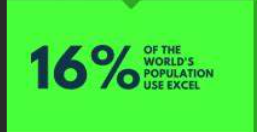 16% OF THE
WORLD'S
POPULATION
USE EXCEL